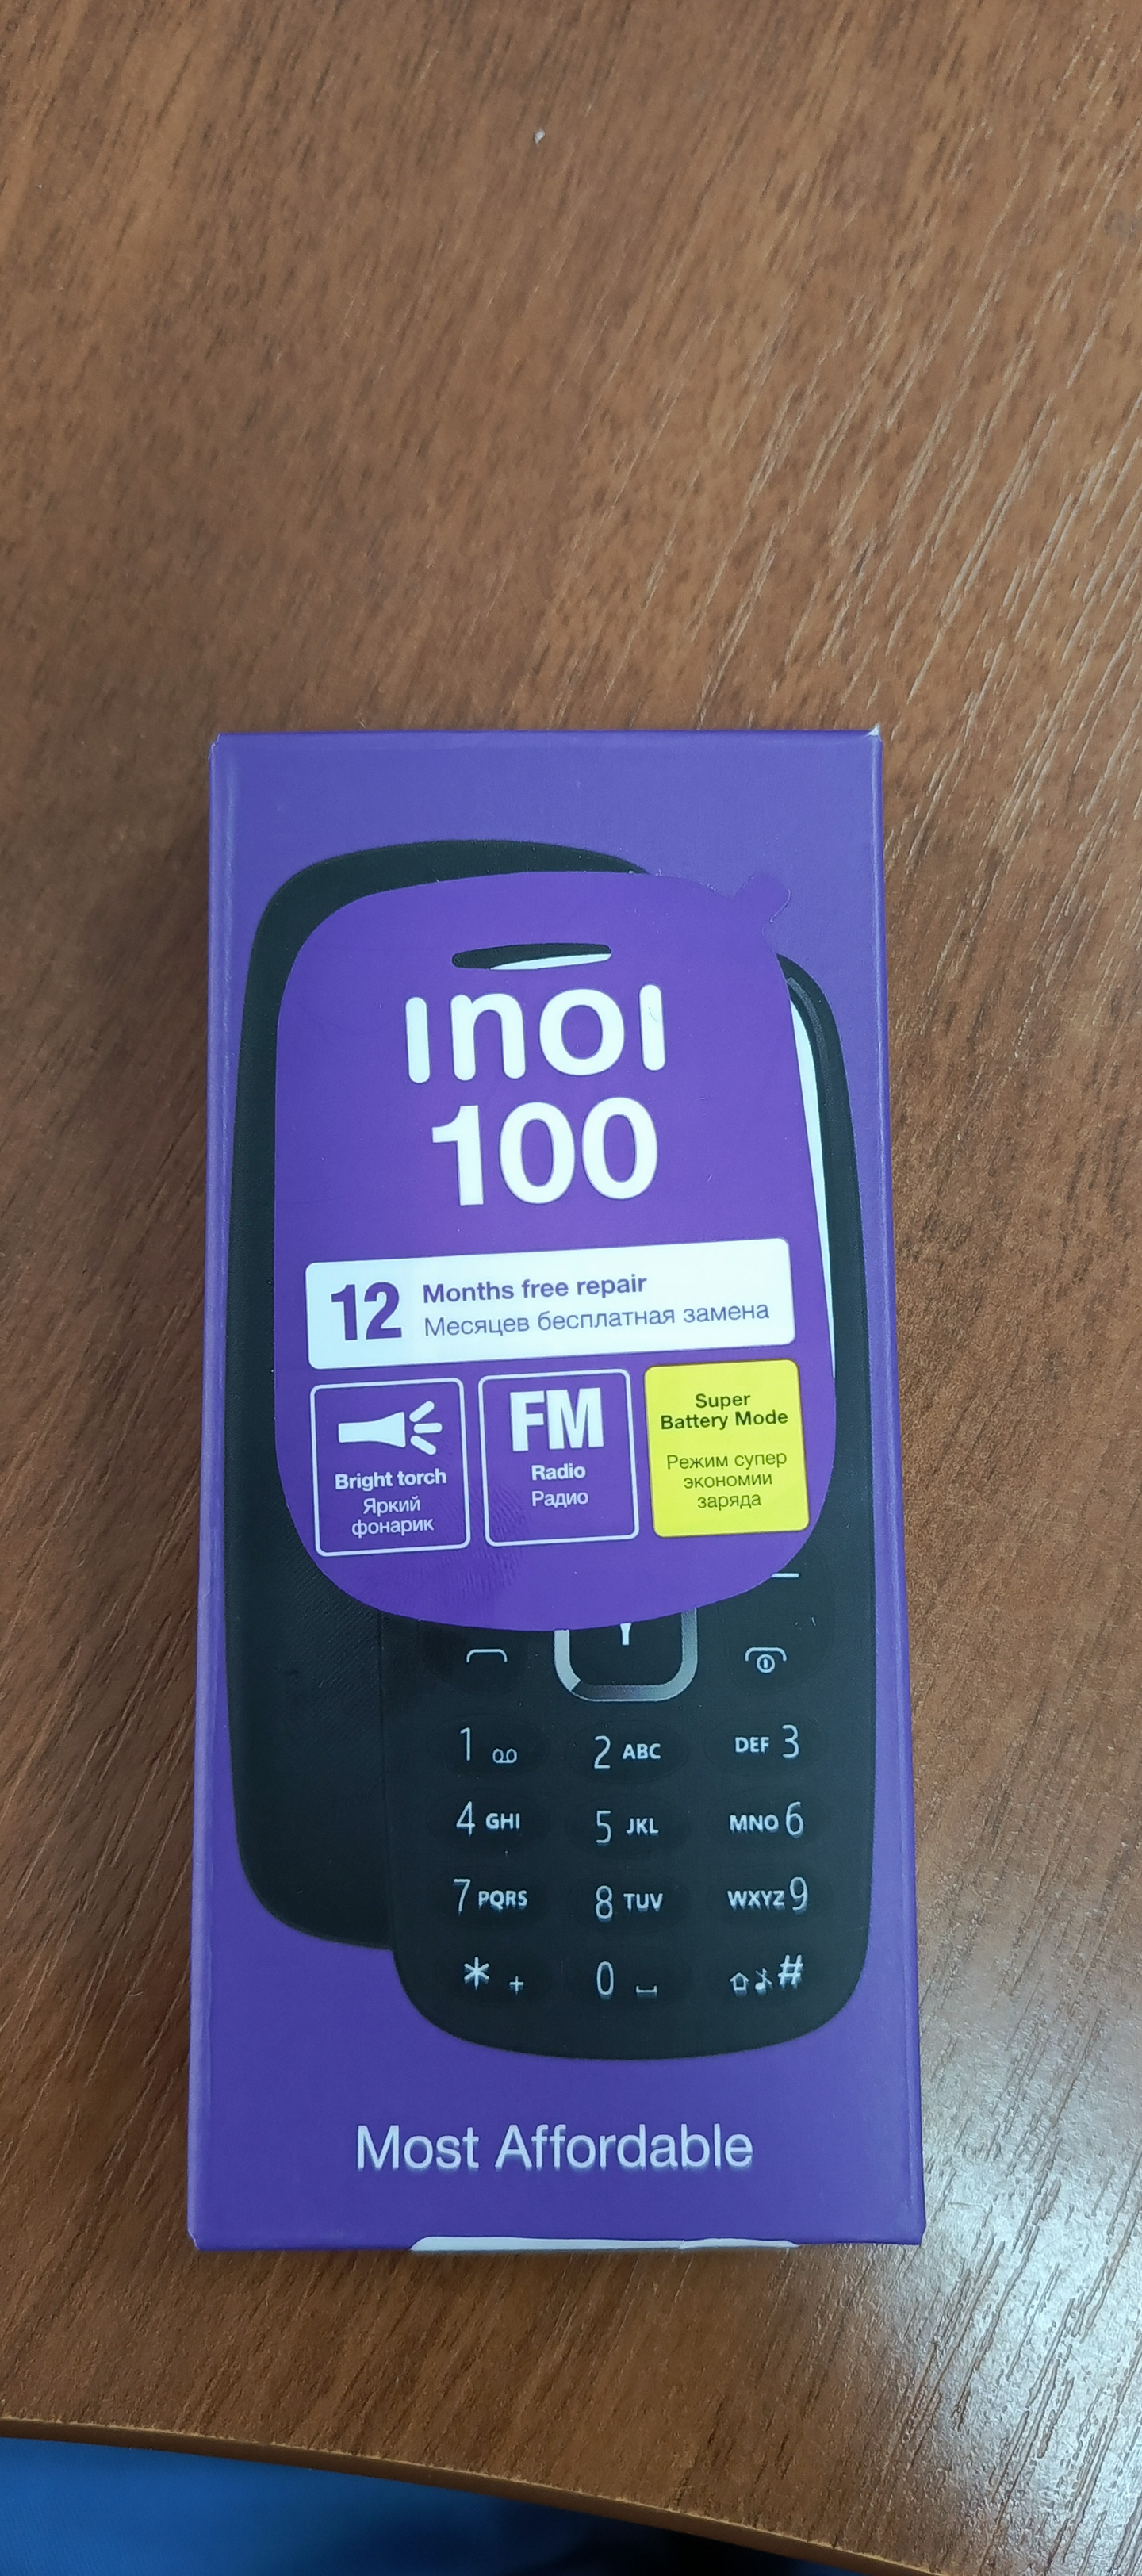 INOI
100
12 Months free repair
Месяцев бесплатная замена
Bright torch
Яркий
фонарик
FM
Radio
Радио
Super
Battery Mode
Режим супер
экономии
заряда
1 2 ABC DEF 3
4 GHI 5 JKL MNO 6
7 PQRS 8 TUV WXYZ 9
* + 0 #
Most Affordable